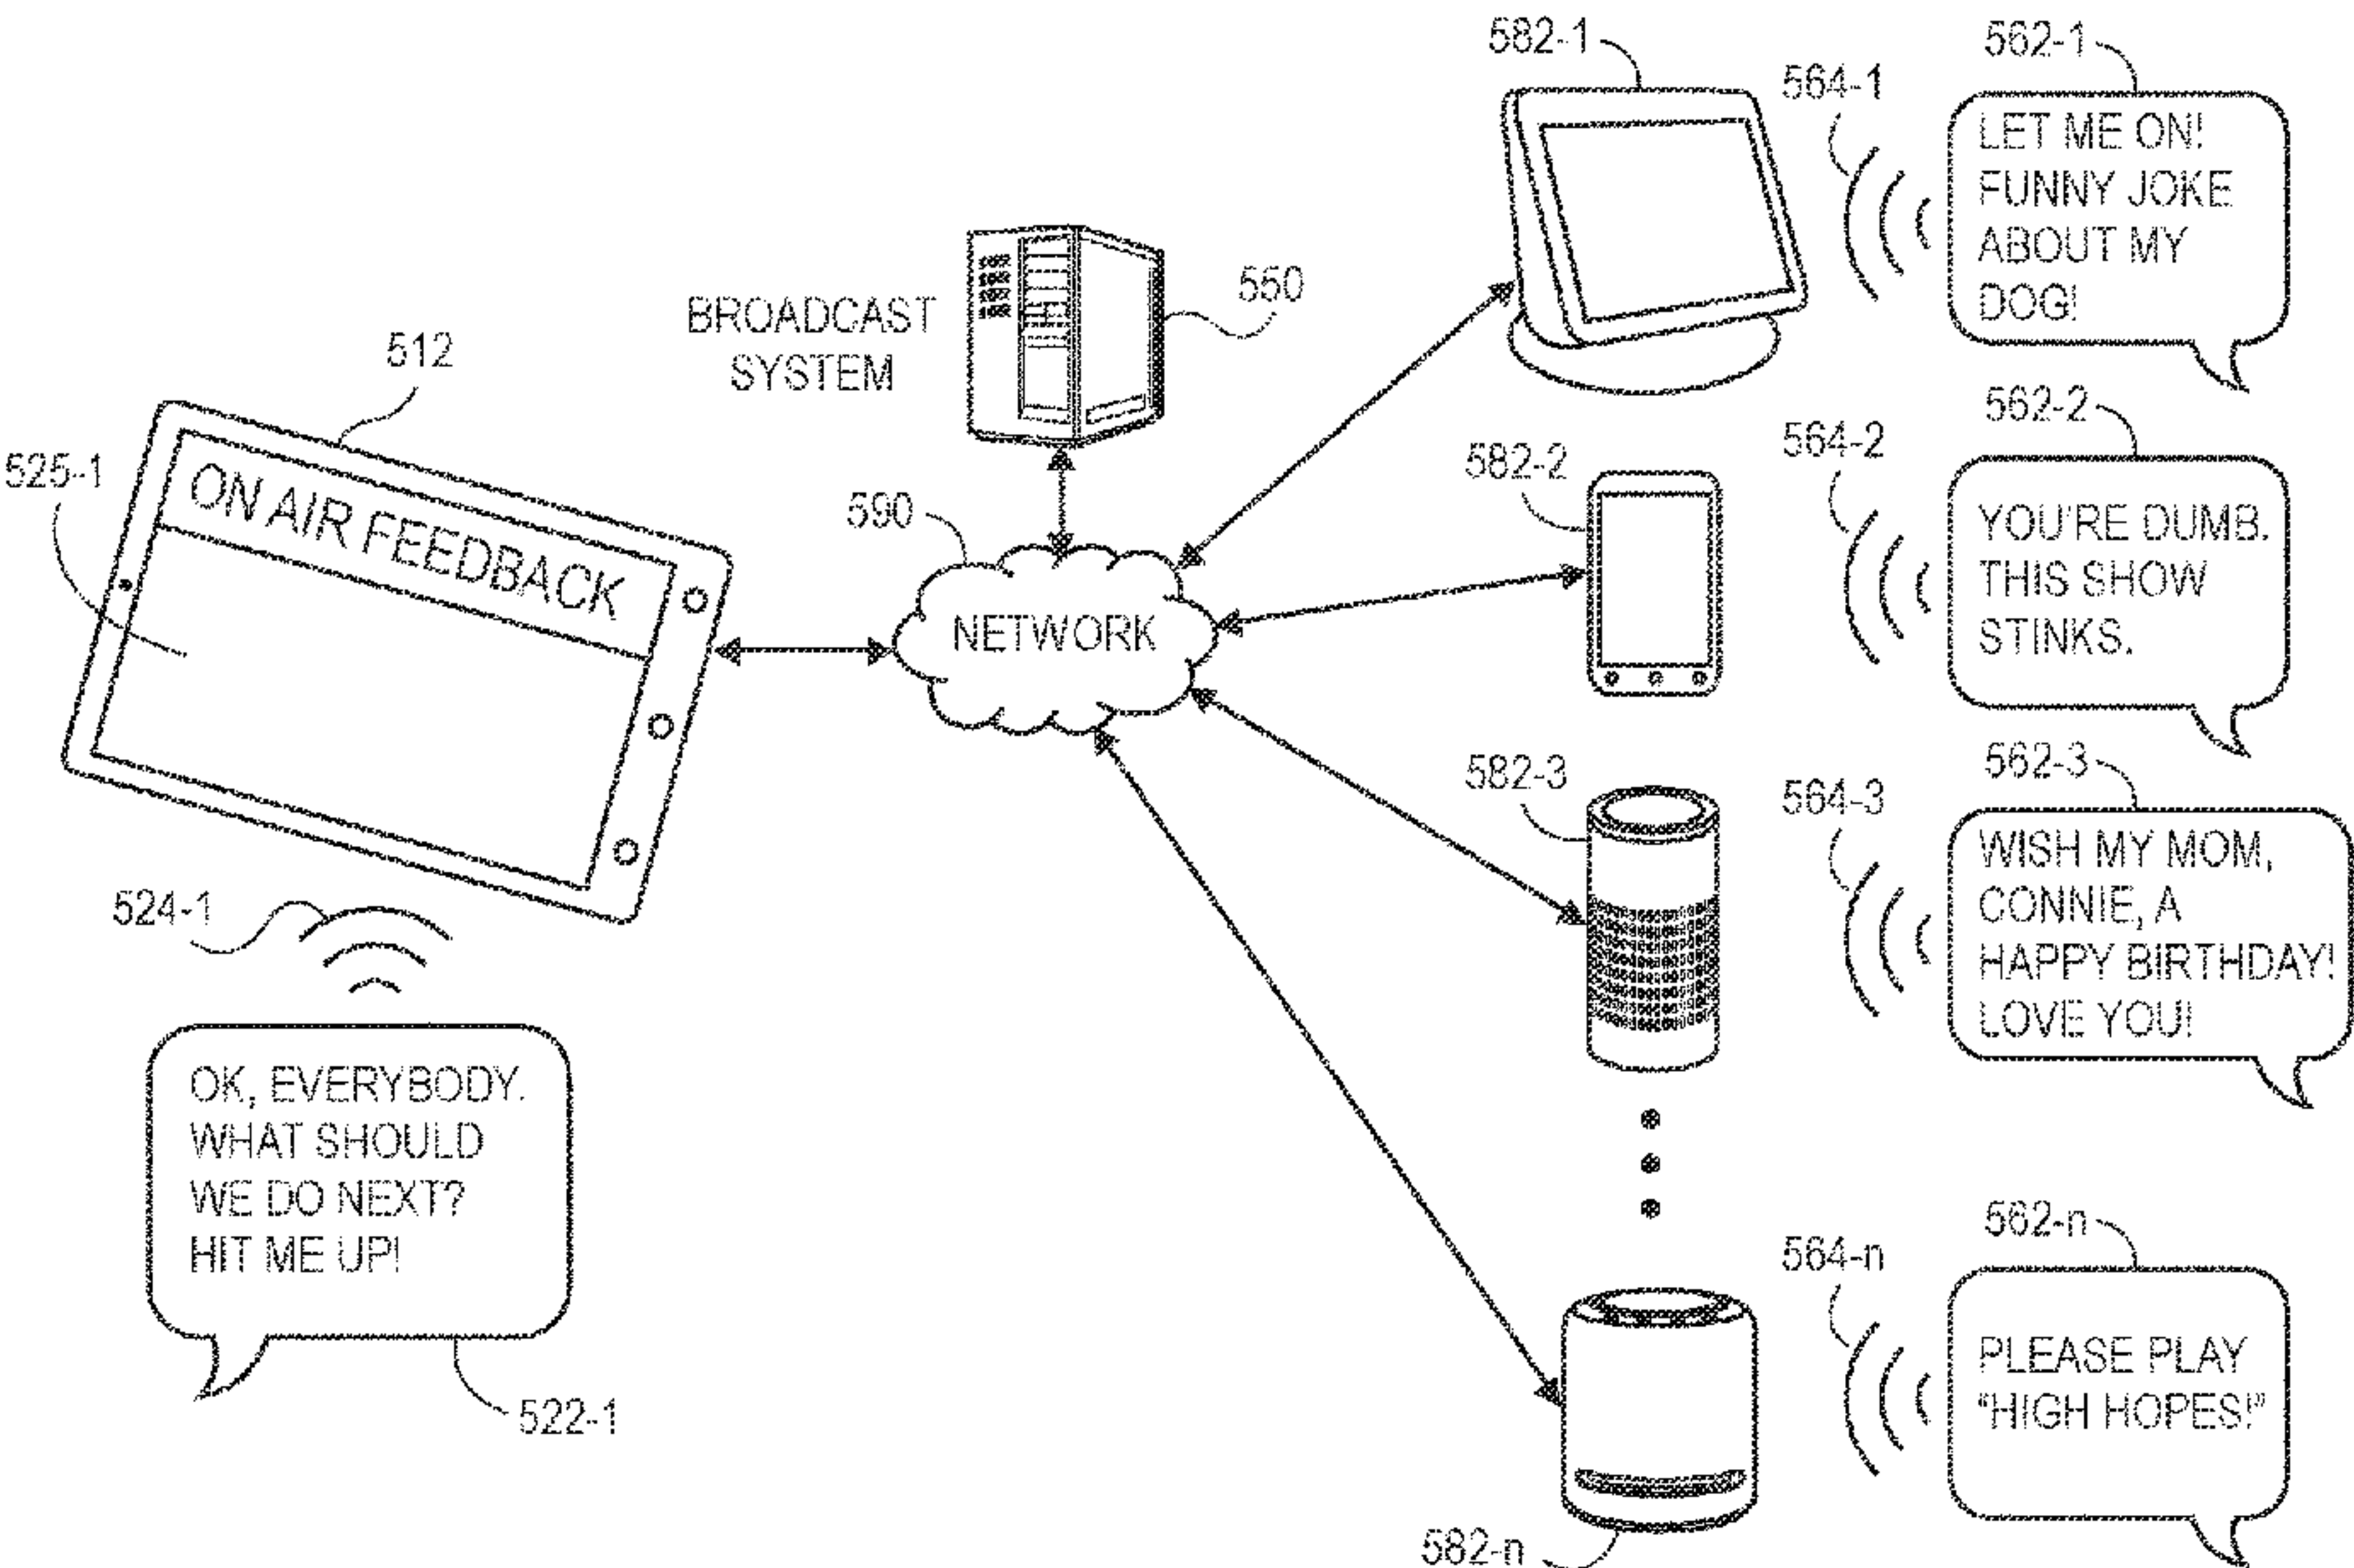 582-1
562-1
564-1
LET ME ON!
FUNNY JOKE
ABOUT MY
DOG!
BROADCAST
SYSTEM
550
512
525-1
ON AIR FEEDBACK
590
NETWORK
582-2
564-2
562-2
YOU'RE DUMB.
THIS SHOW
STINKS.
582-3
564-3
562-3
WISH MY MOM,
CONNIE, A
HAPPY BIRTHDAY!
LOVE YOU!
524-1
OK, EVERYBODY.
WHAT SHOULD
WE DO NEXT?
HIT ME UP!
522-1
564-n
562-n
PLEASE PLAY
"HIGH HOPES!"
582-n